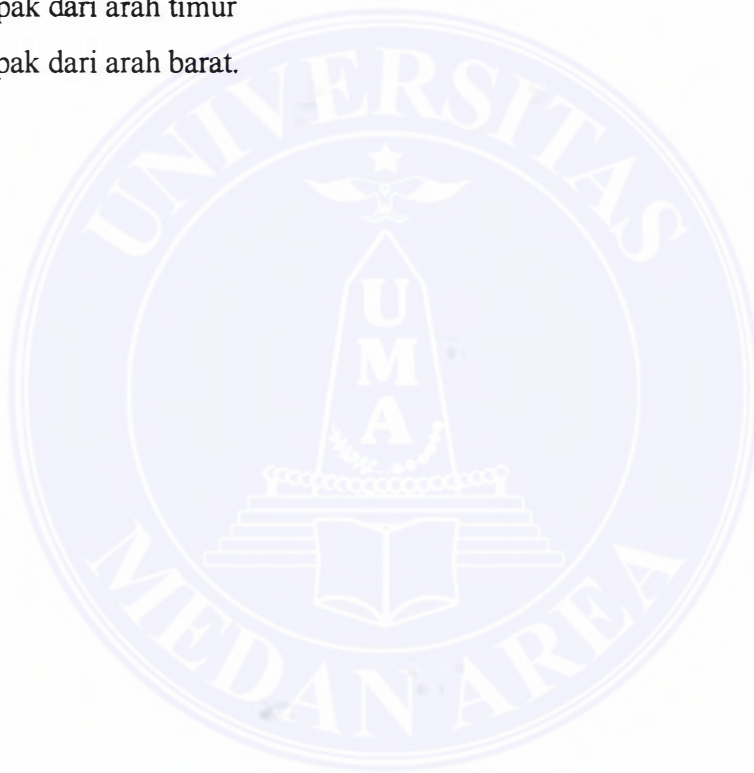 pak dari arah timur
pak dari arah barat.
UNIVERSITAS
U
M
A
MEDAN AREA